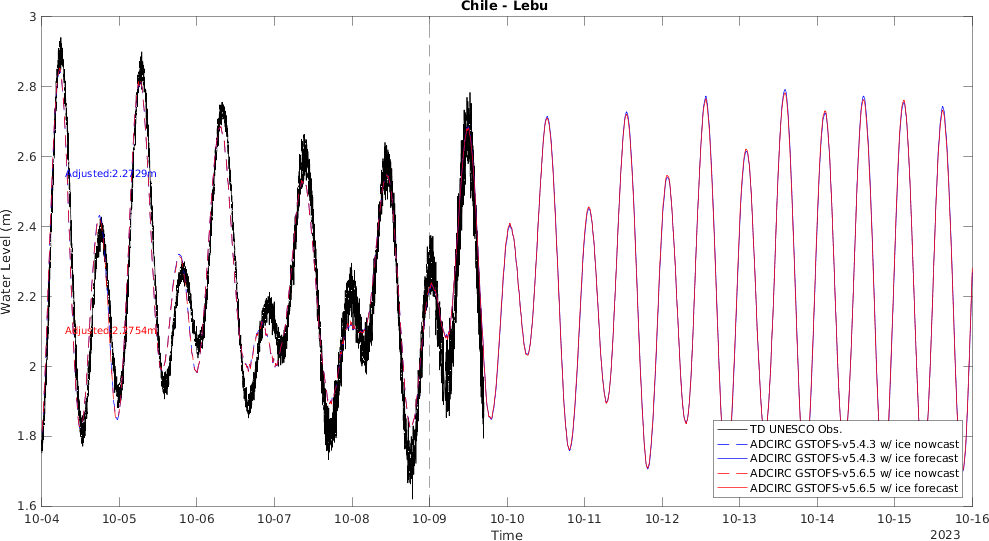 Chile - Lebu
3
2.8
2.6
2.4
2.2
2
1.8
1.6
Water Level (m)
Adjusted:2.2729m
Adjusted:2.2754m
TD UNESCO Obs.
ADCIRC GSTOFS-v5.4.3 w/ ice nowcast
ADCIRC GSTOFS-v5.4.3 w/ ice forecast
ADCIRC GSTOFS-v5.6.5 w/ ice nowcast
ADCIRC GSTOFS-v5.6.5 w/ ice forecast
10-04 10-05 10-06 10-07 10-08 10-09 10-10 10-11 10-12 10-13 10-14 10-15 10-16
Time
2023